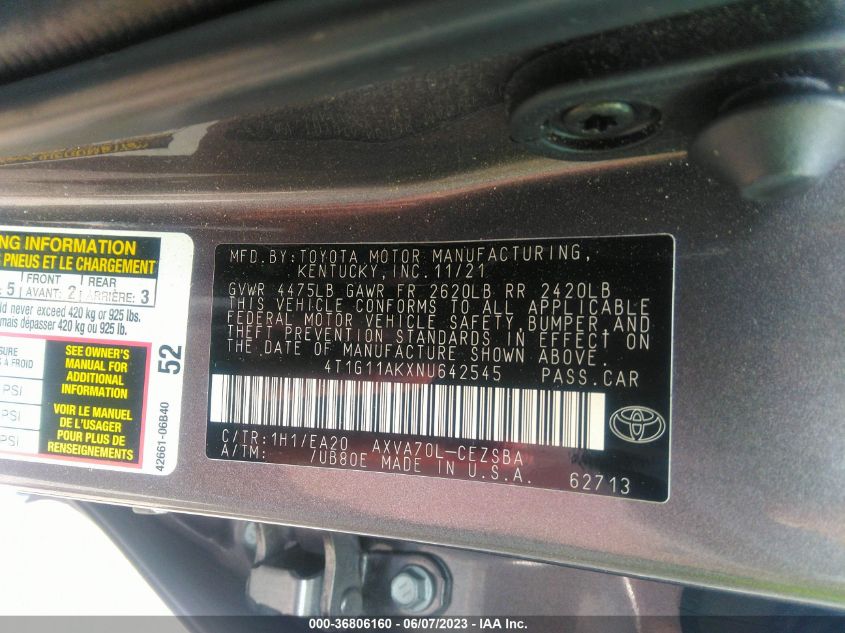 NG INFORMATION
PNEUS ET LE CHARGEMENT
5 FRONT AVANT: 2 REAR ARRIÈRE: 3
ld never exceed 420 kg or 925 lbs.
mais dépasser 420 kg ou 925 lb.
SURE
S A FROID
PSI
PSI
SEE OWNER'S
MANUAL FOR
ADDITIONAL
INFORMATION
VOIR LE MANUEL
DE L'USAGER
POUR PLUS DE
RENSEIGNEMENTS
52
42661-06B40
MFD.BY:TOYOTA MOTOR MANUFACTURING,
KENTUCKY,INC.11/21
GVWR 4475LB GAWR FR 2620LB RR 2420LB
THIS VEHICLE CONFORMS TO ALL APPLICABLE
FEDERAL MOTOR VEHICLE SAFETY,BUMPER,AND
THEFT PREVENTION STANDARDS IN EFFECT ON
THE DATE OF MANUFACTURE SHOWN ABOVE.
4T1G11AKXNU642545 PASS.CAR
C/TR:1H1/EA20 AXVA70L-CEZSBA
A/TM: /UB80E MADE IN U.S.A. 62713
000-36806160 - 06/07/2023 - IAA Inc.